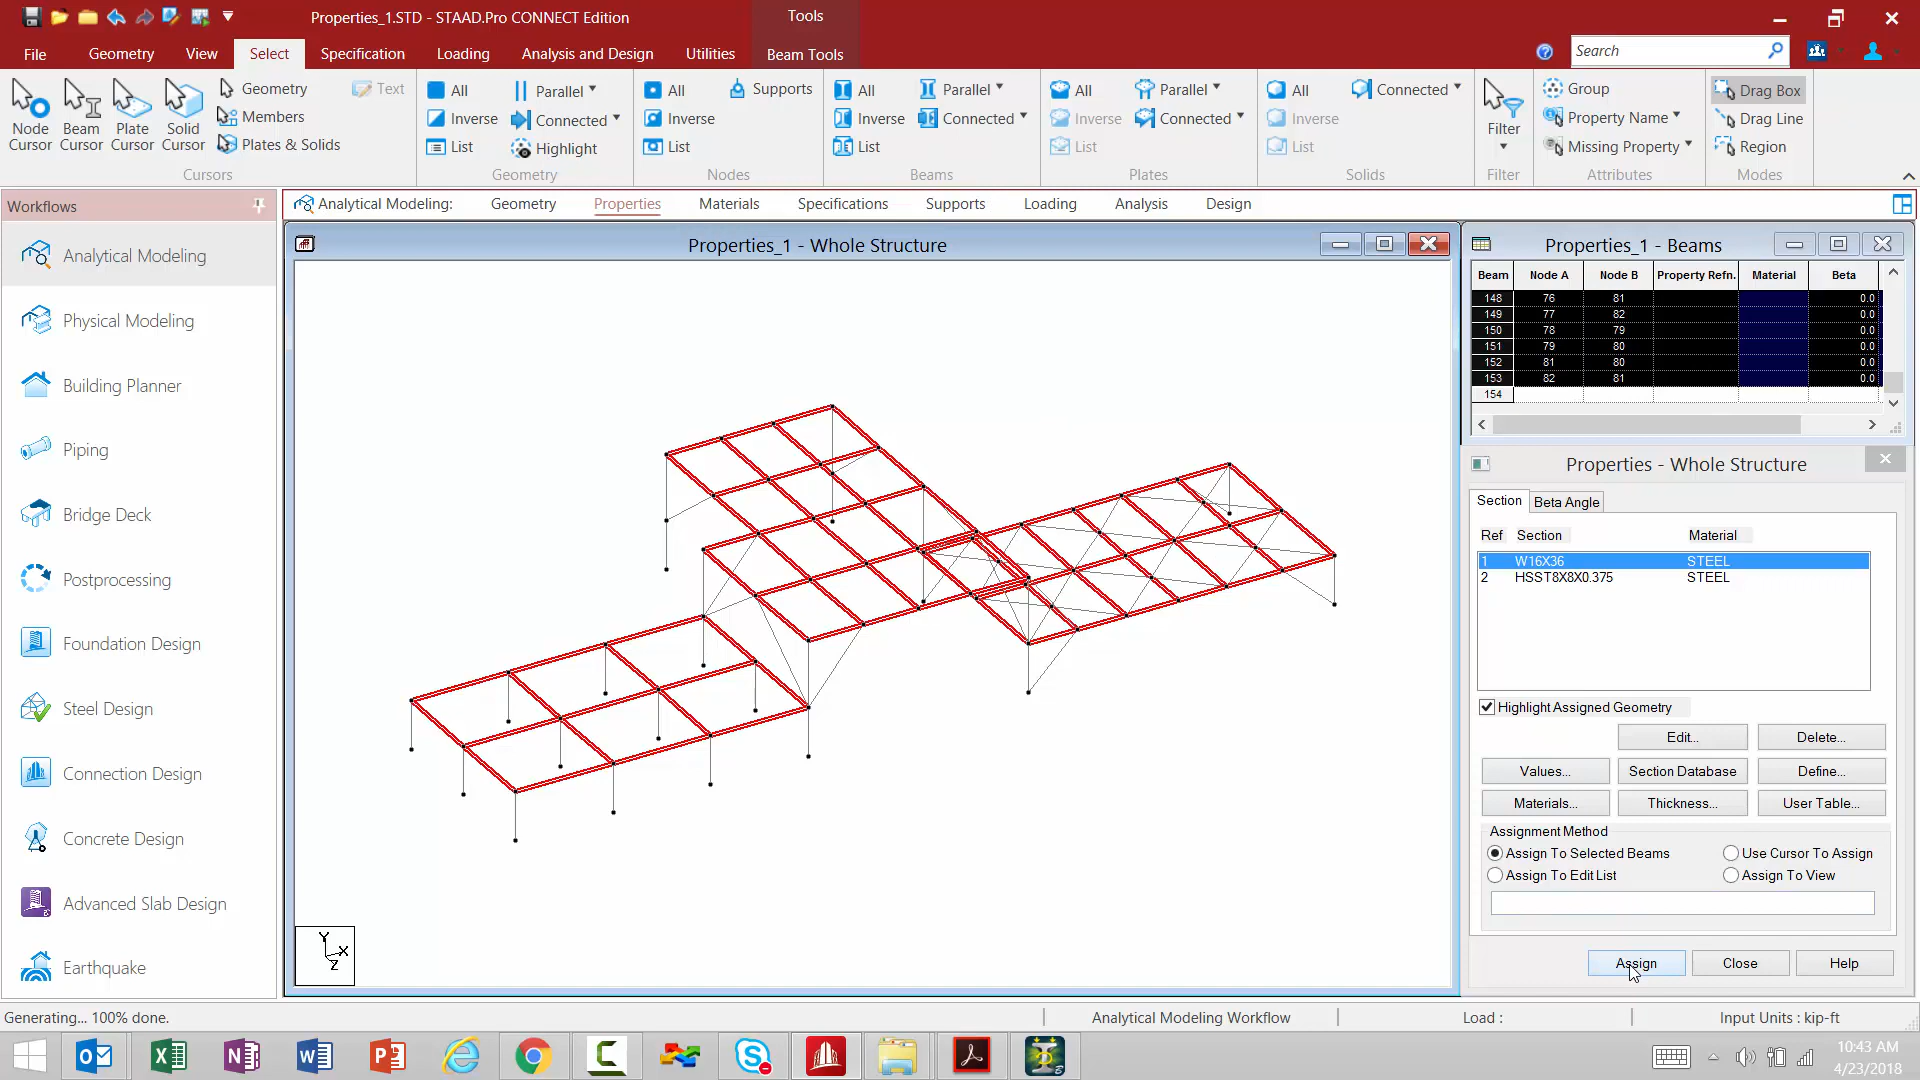 Properties_1.STD - STAAD.Pro CONNECT Edition
Tools
File
Geometry
View
Select
Specification
Loading
Analysis and Design
Utilities
Beam Tools
Search
Node Cursor
Beam Cursor
Plate Cursor
Solid Cursor
Geometry
Members
Plates & Solids
Text
Cursors
All
Inverse
List
Parallel
Connected
Highlight
Geometry
All
Inverse
List
Supports
Nodes
All
Inverse
List
Parallel
Connected
Beams
All
Inverse
List
Parallel
Connected
Plates
All
Inverse
List
Connected
Solids
Filter
Filter
Group
Property Name
Missing Property
Attributes
Drag Box
Drag Line
Region
Modes
Workflows
Analytical Modeling
Physical Modeling
Building Planner
Piping
Bridge Deck
Postprocessing
Foundation Design
Steel Design
Connection Design
Concrete Design
Advanced Slab Design
Earthquake
Analytical Modeling: Geometry Properties Materials Specifications Supports Loading Analysis Design
Properties_1 - Whole Structure
Y
X
Z
Properties_1 - Beams
Beam Node A Node B Property Refn. Material Beta
148 76 81 0.0
149 77 82 0.0
150 78 79 0.0
151 79 80 0.0
152 81 80 0.0
153 82 81 0.0
154
Properties - Whole Structure
Section Beta Angle
Ref Section Material
1 W16X36 STEEL
2 HSST8X8X0.375 STEEL
Highlight Assigned Geometry
Edit... Delete...
Values... Section Database Define...
Materials... Thickness... User Table...
Assignment Method
Assign To Selected Beams Use Cursor To Assign
Assign To Edit List Assign To View
Assign Close Help
Generating... 100% done.
Analytical Modeling Workflow
Load :
Input Units : kip-ft
10:43 AM
4/23/2018